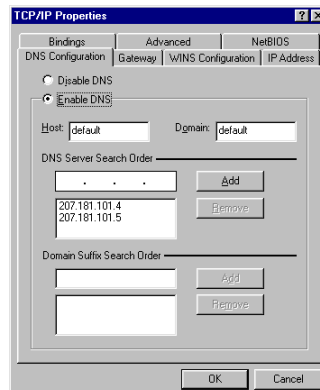 TCP/IP Properties
Bindings Advanced NetBIOS
DNS Configuration Gateway WINS Configuration IP Address
Disable DNS
Enable DNS
Host: default Domain: default
DNS Server Search Order
. . . Add
207.181.101.4 Remove
207.181.101.5
Domain Suffix Search Order
Add
Remove
OK Cancel